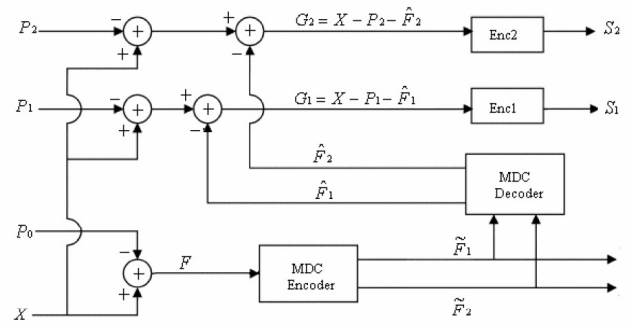 P₂ − + + − G₂ = X − P₂ − F̂₂ Enc2 S₂
P₁ − + + − G₁ = X − P₁ − F̂₁ Enc1 S₁
+
+
+
+
F̂₂
F̂₁
MDC
Decoder
P₀
−
+
+
F
MDC
Encoder
F̃₁
F̃₂
X